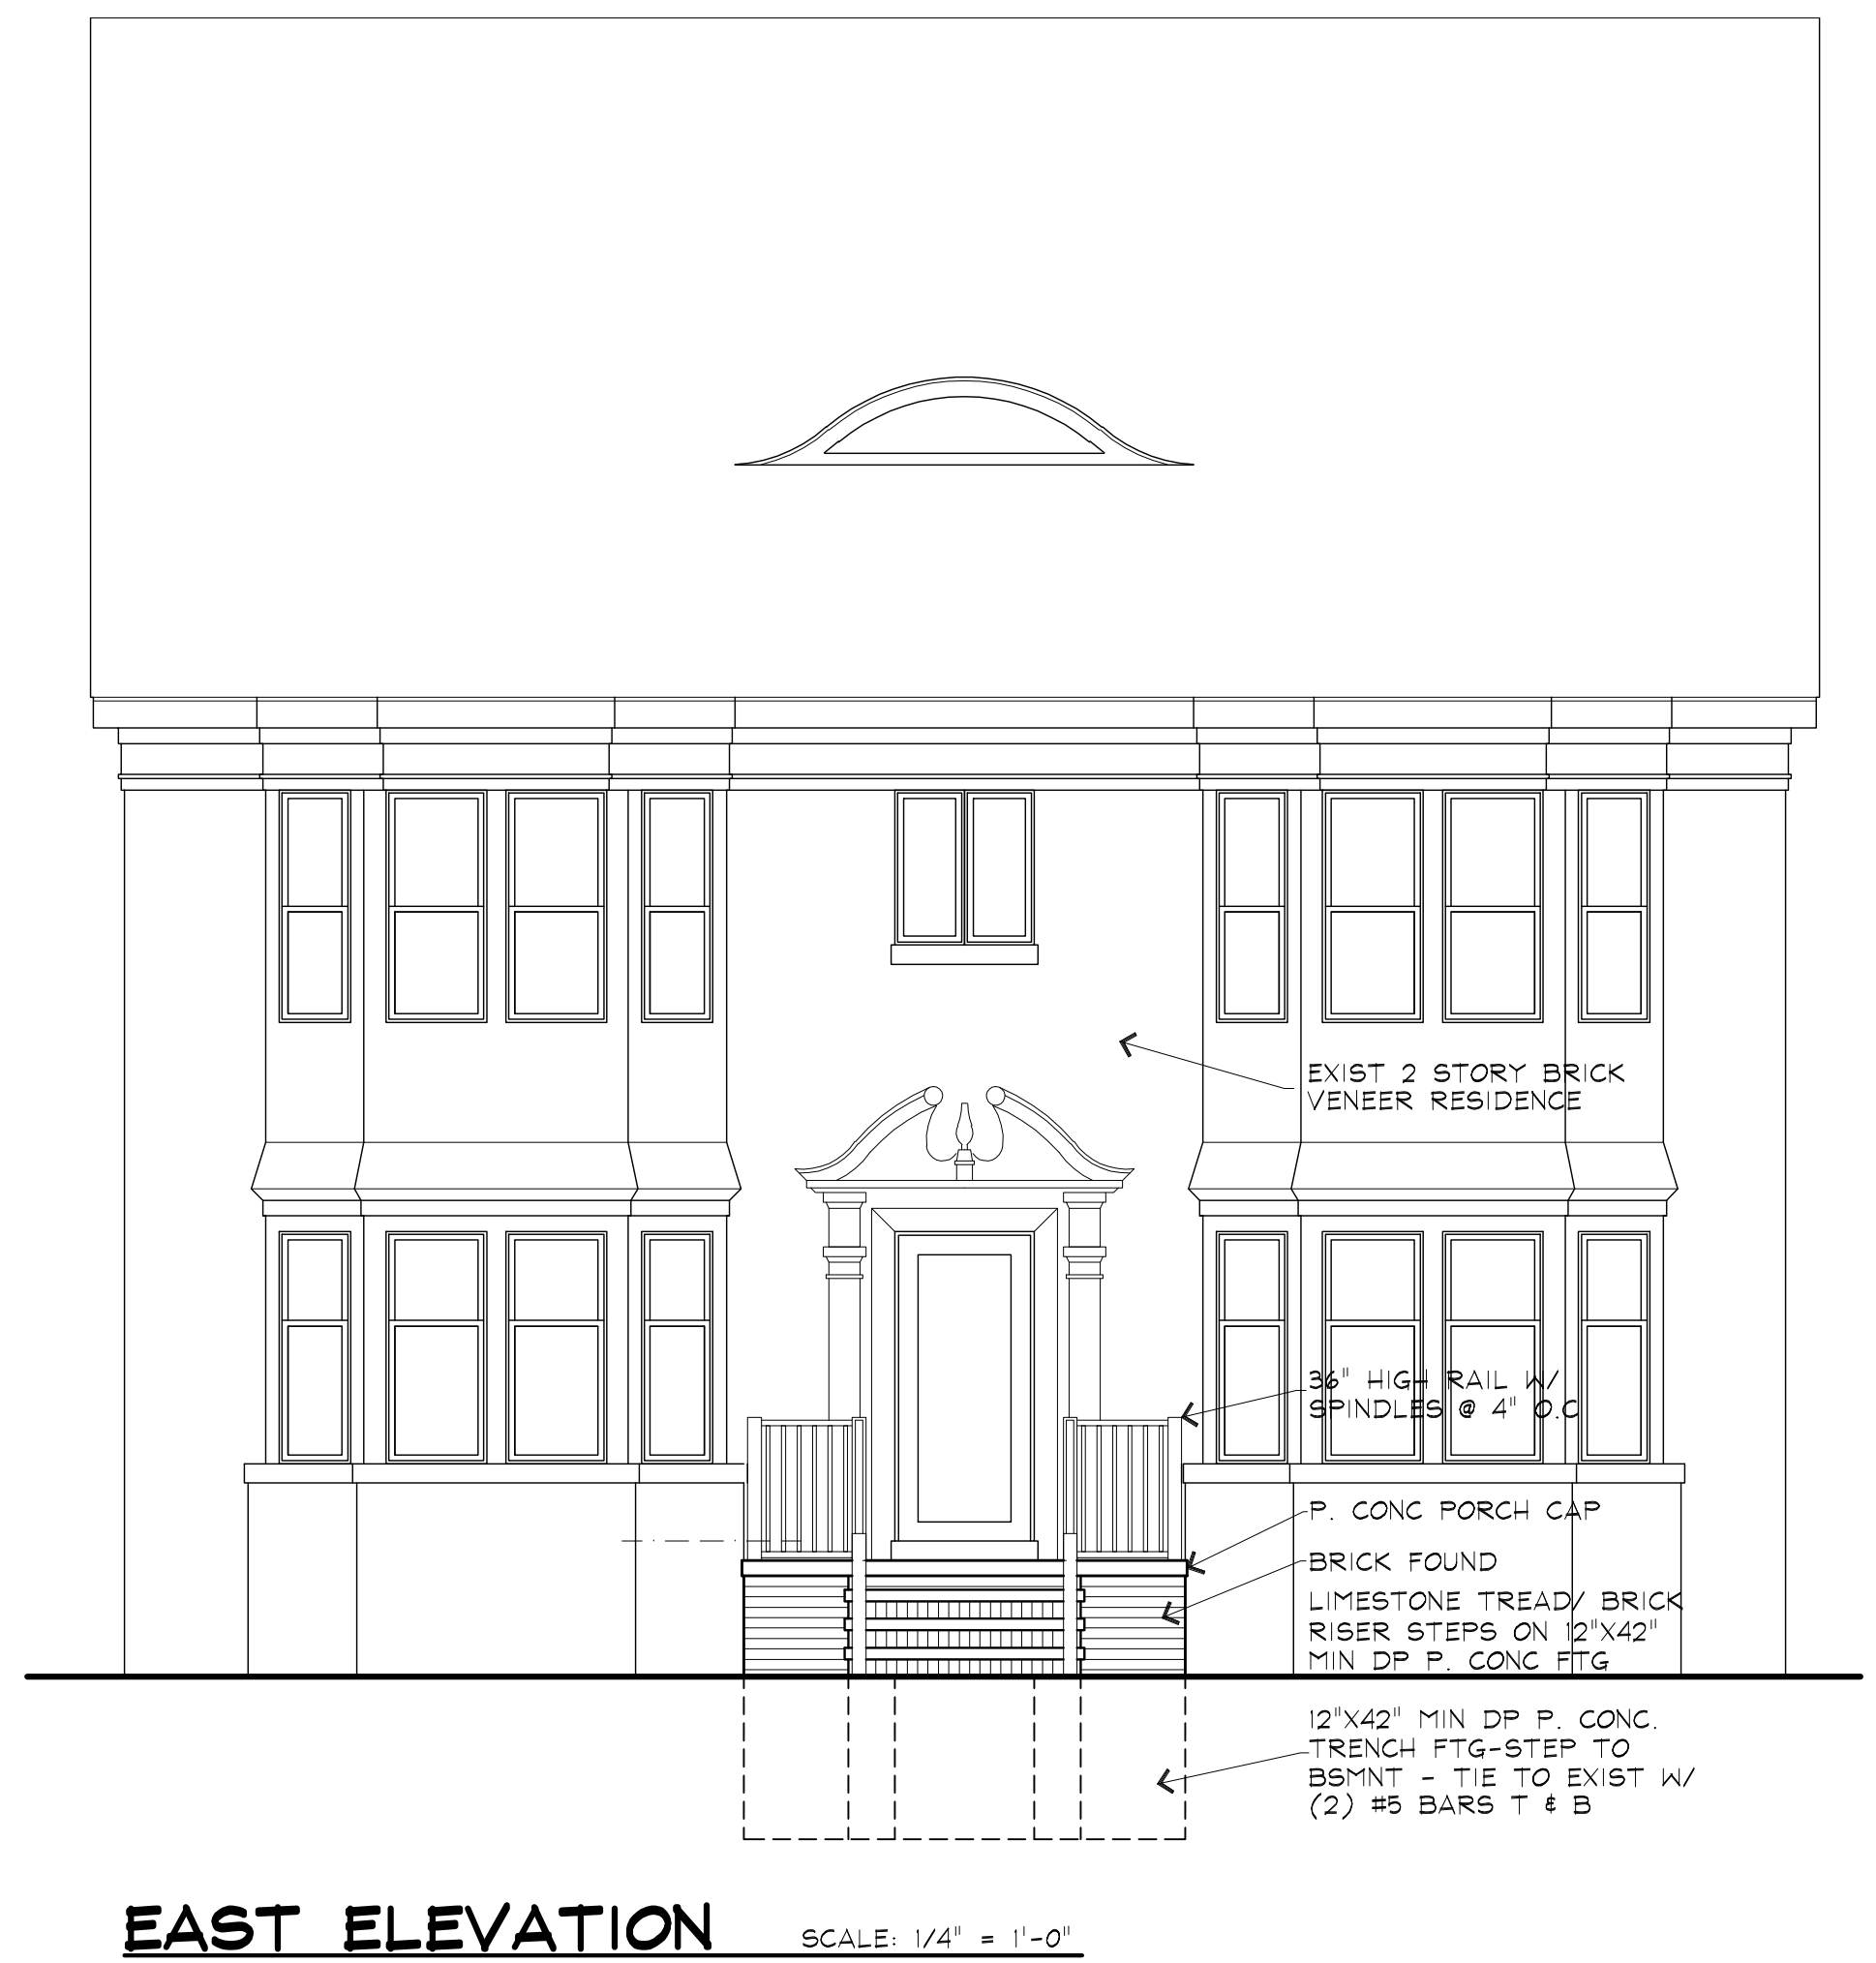 EXIST 2 STORY BRICK
VENEER RESIDENCE
36" HIGH RAIL W/
SPINDLES @ 4" O.C
P. CONC PORCH CAP
BRICK FOUND
LIMESTONE TREAD/ BRICK
RISER STEPS ON 12"X42"
MIN DP P. CONC FTG
12"X42" MIN DP P. CONC.
TRENCH FTG-STEP TO
BSMNT - TIE TO EXIST W/
(2) #5 BARS T & B
EAST ELEVATION
SCALE: 1/4" = 1'-0"